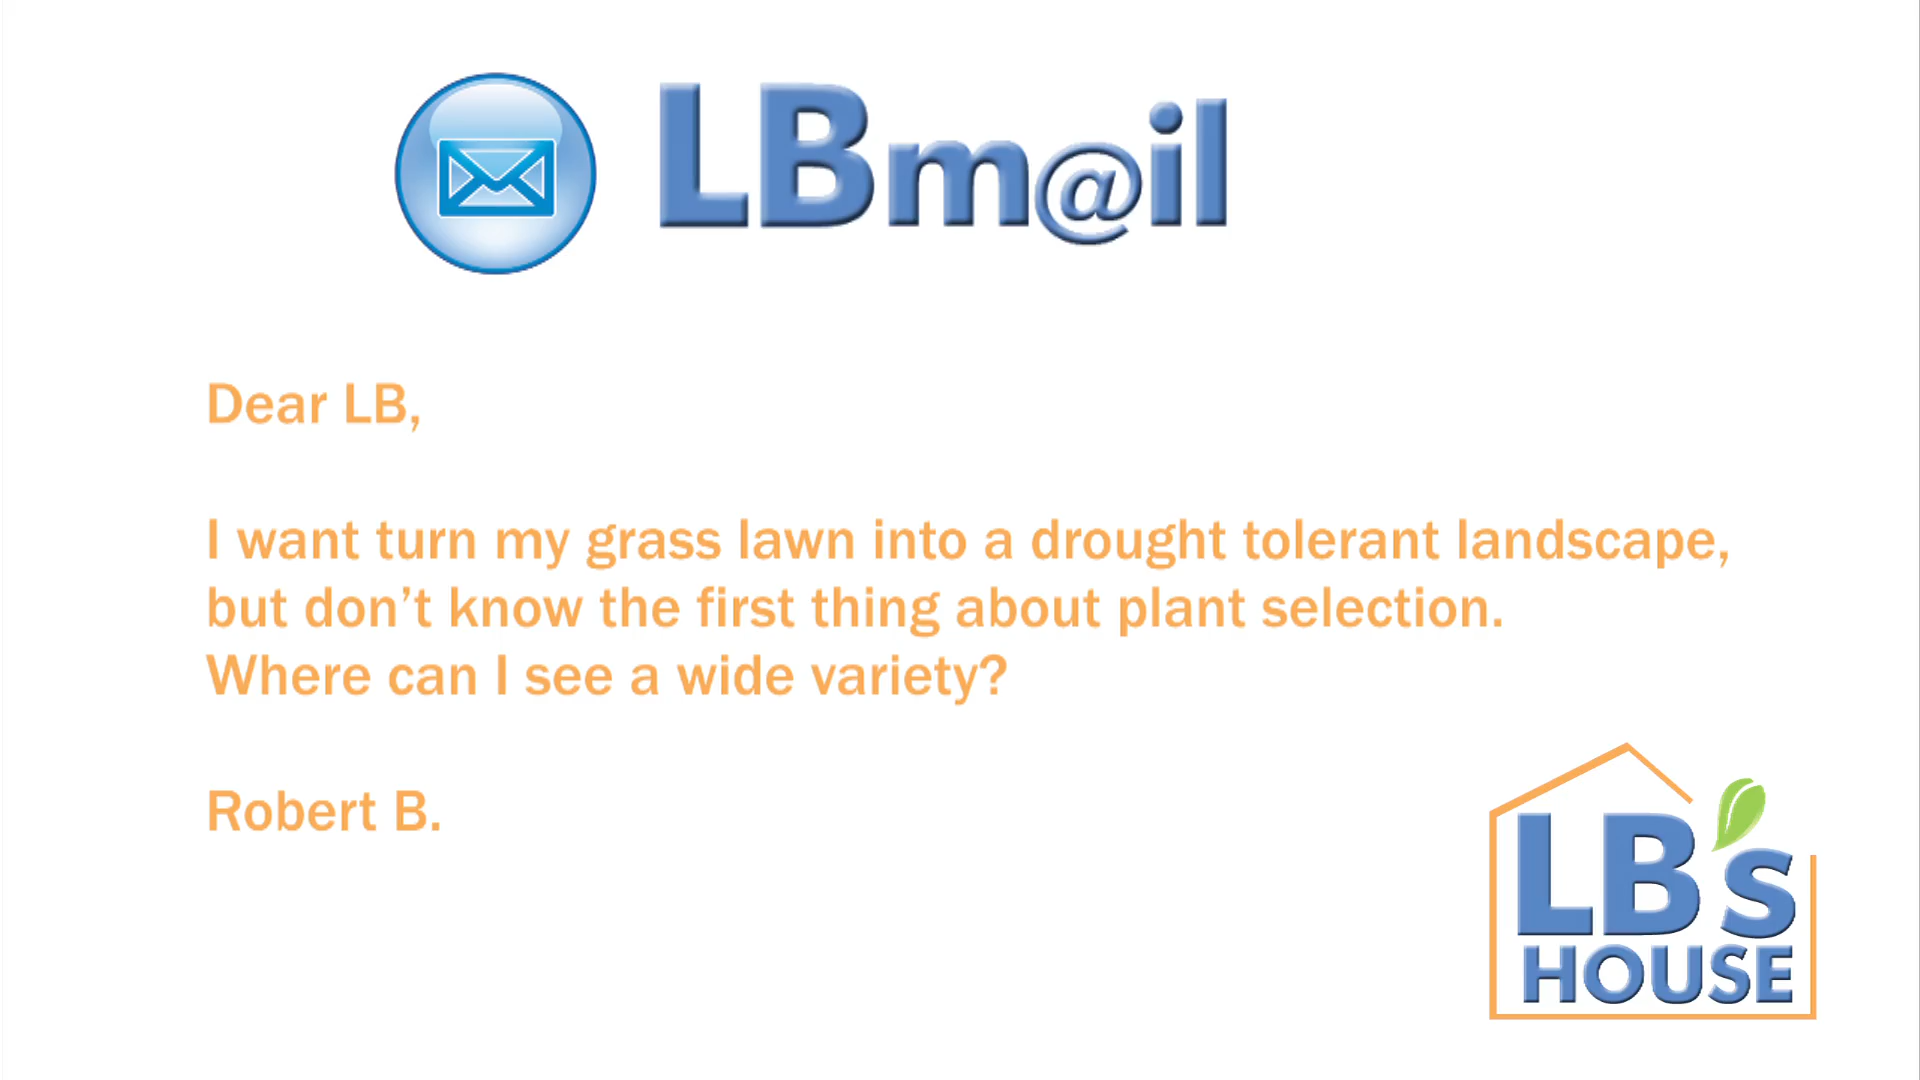 LBm@il
Dear LB,
I want turn my grass lawn into a drought tolerant landscape,
but don’t know the first thing about plant selection.
Where can I see a wide variety?
Robert B.
LB's
HOUSE